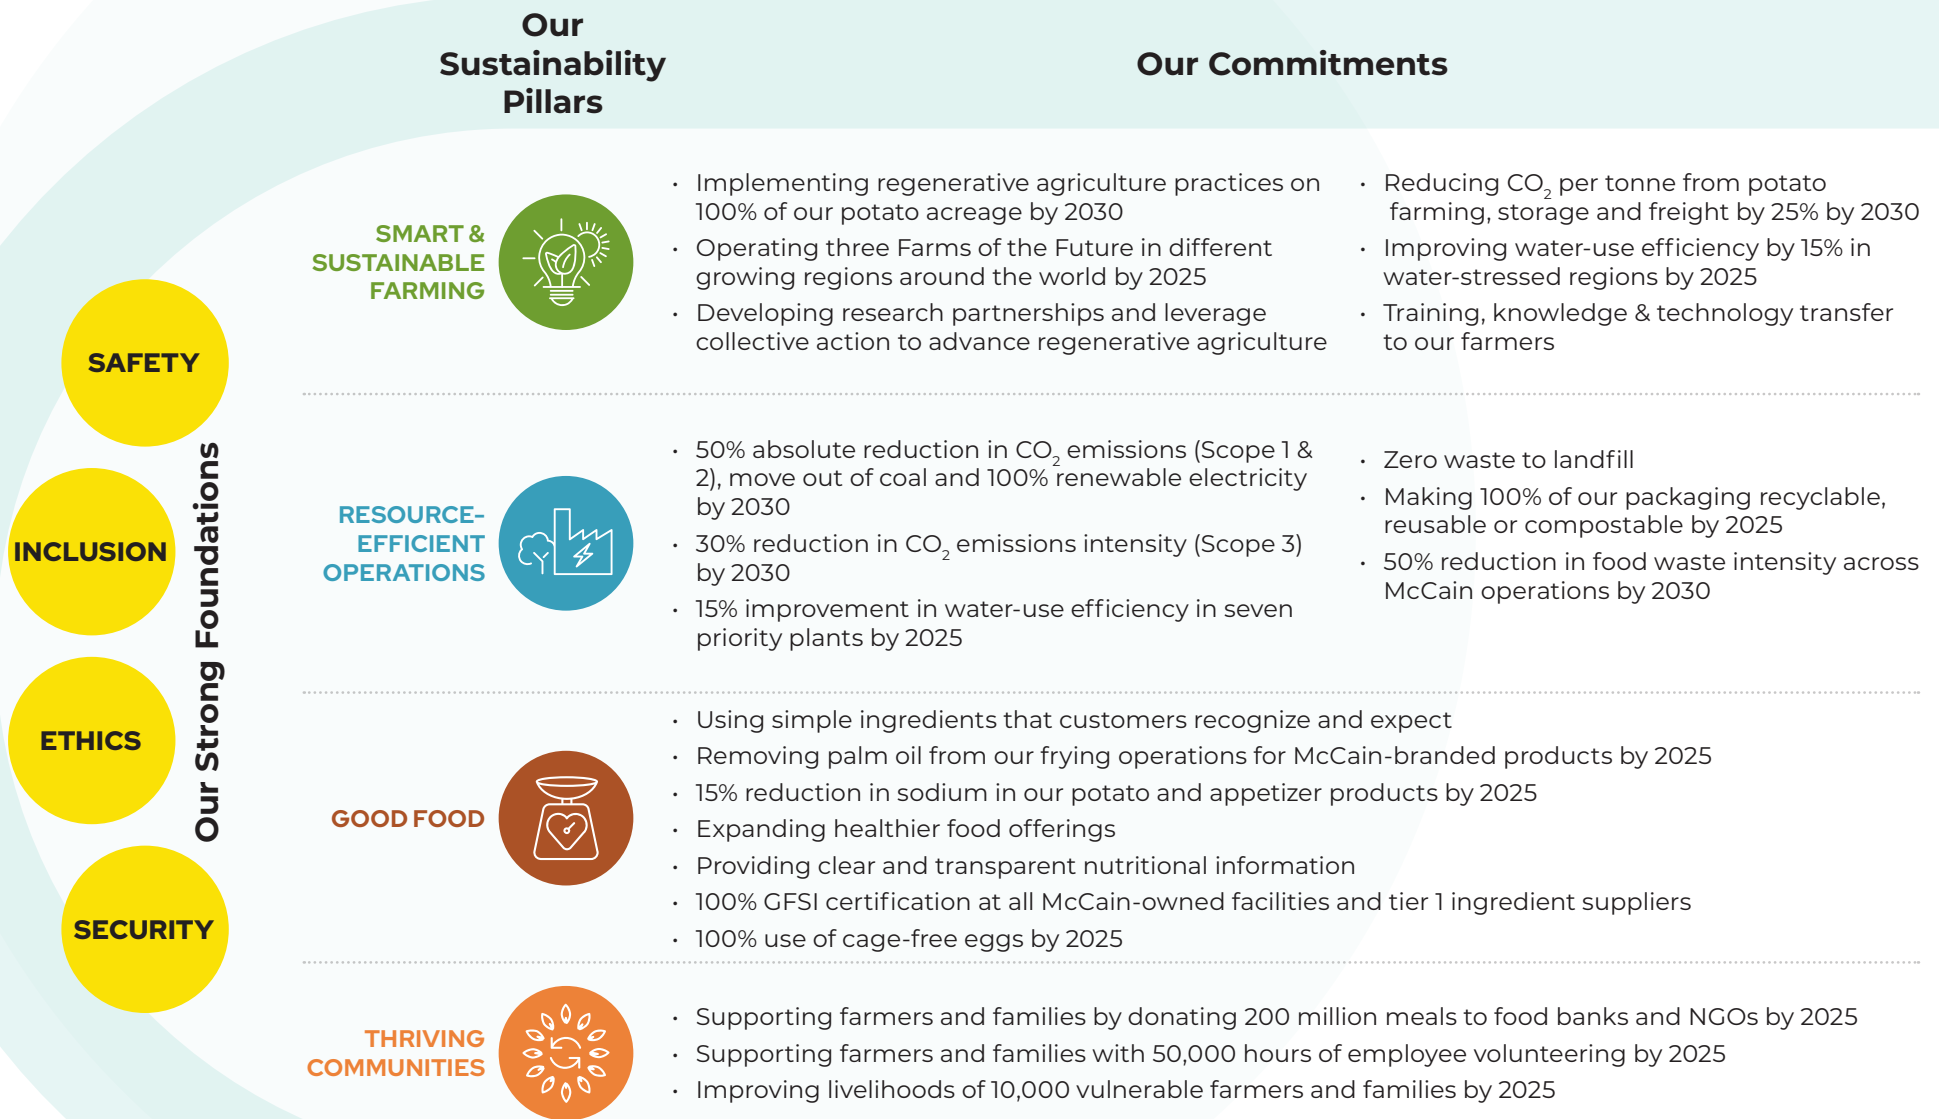 Our
Sustainability
Pillars
Our Commitments
SAFETY
INCLUSION
ETHICS
SECURITY
Our Strong Foundations
SMART &
SUSTAINABLE
FARMING
• Implementing regenerative agriculture practices on
100% of our potato acreage by 2030
• Operating three Farms of the Future in different
growing regions around the world by 2025
• Developing research partnerships and leverage
collective action to advance regenerative agriculture
• Reducing CO₂ per tonne from potato
farming, storage and freight by 25% by 2030
• Improving water-use efficiency by 15% in
water-stressed regions by 2025
• Training, knowledge & technology transfer
to our farmers
RESOURCE-
EFFICIENT
OPERATIONS
• 50% absolute reduction in CO₂ emissions (Scope 1 &
2), move out of coal and 100% renewable electricity
by 2030
• 30% reduction in CO₂ emissions intensity (Scope 3)
by 2030
• 15% improvement in water-use efficiency in seven
priority plants by 2025
• Zero waste to landfill
• Making 100% of our packaging recyclable,
reusable or compostable by 2025
• 50% reduction in food waste intensity across
McCain operations by 2030
GOOD FOOD
• Using simple ingredients that customers recognize and expect
• Removing palm oil from our frying operations for McCain-branded products by 2025
• 15% reduction in sodium in our potato and appetizer products by 2025
• Expanding healthier food offerings
• Providing clear and transparent nutritional information
• 100% GFSI certification at all McCain-owned facilities and tier 1 ingredient suppliers
• 100% use of cage-free eggs by 2025
THRIVING
COMMUNITIES
• Supporting farmers and families by donating 200 million meals to food banks and NGOs by 2025
• Supporting farmers and families with 50,000 hours of employee volunteering by 2025
• Improving livelihoods of 10,000 vulnerable farmers and families by 2025